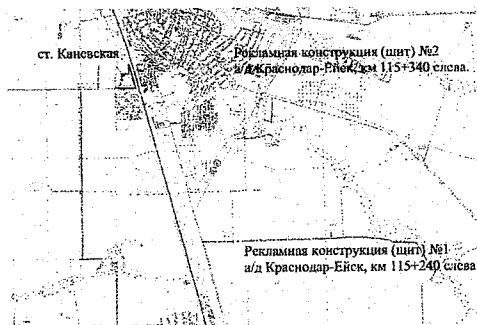 ст. Каневская
Рекламная конструкция (щит) №2
а/д Краснодар-Ейск, км 115+340 слева.
Рекламная конструкция (щит) №1
а/д Краснодар-Ейск, км 115+240 слева